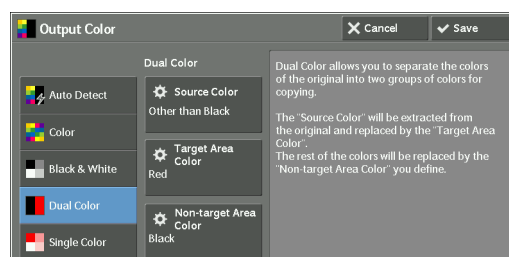 Output Color
Cancel
Save
Auto Detect
Color
Black & White
Dual Color
Single Color
Dual Color
Source Color
Other than Black
Target Area
Color
Red
Non-target Area
Color
Black
Dual Color allows you to separate the colors
of the original into two groups of colors for
copying.
The "Source Color" will be extracted from
the original and replaced by the "Target Area
Color".
The rest of the colors will be replaced by the
"Non-target Area Color" you define.